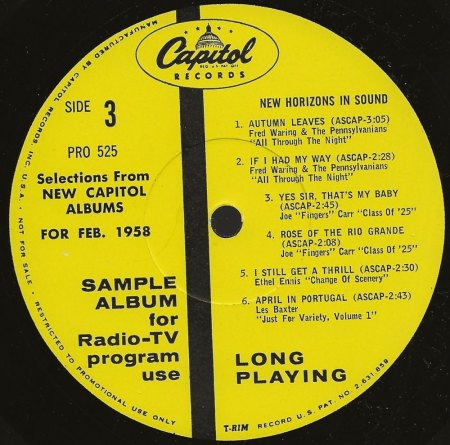 Capitol
REG. U.S. PAT. OFF.
RECORDS
MANUFACTURED BY CAPITOL RECORDS INC. U.S.A. NOT FOR SALE - RESTRICTED TO PROMOTIONAL USE ONLY
SIDE 3
PRO 525
Selections From
NEW CAPITOL
ALBUMS
FOR FEB. 1958
SAMPLE
ALBUM
for
Radio-TV
program
use
NEW HORIZONS IN SOUND
1. AUTUMN LEAVES (ASCAP-3:05)
Fred Waring & The Pennsylvanians
"All Through The Night"
2. IF I HAD MY WAY (ASCAP-2:28)
Fred Waring & The Pennsylvanians
"All Through The Night"
3. YES SIR, THAT'S MY BABY
(ASCAP-2:45)
Joe "Fingers" Carr "Class Of '25"
4. ROSE OF THE RIO GRANDE
(ASCAP-2:08)
Joe "Fingers" Carr "Class Of '25"
5. I STILL GET A THRILL (ASCAP-2:30)
Ethel Ennis "Change Of Scenery"
6. APRIL IN PORTUGAL (ASCAP-2:43)
Les Baxter
"Just For Variety, Volume 1"
LONG
PLAYING
T-RIM RECORD U.S. PAT. NO. 2,631,859